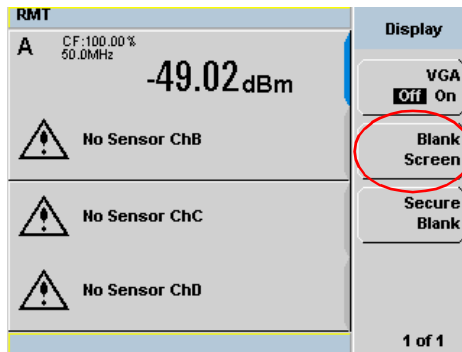 RMT
A
CF:100.00%
50.0MHz
-49.02dBm
No Sensor ChB
No Sensor ChC
No Sensor ChD
Display
VGA
Off On
Blank
Screen
Secure
Blank
1 of 1